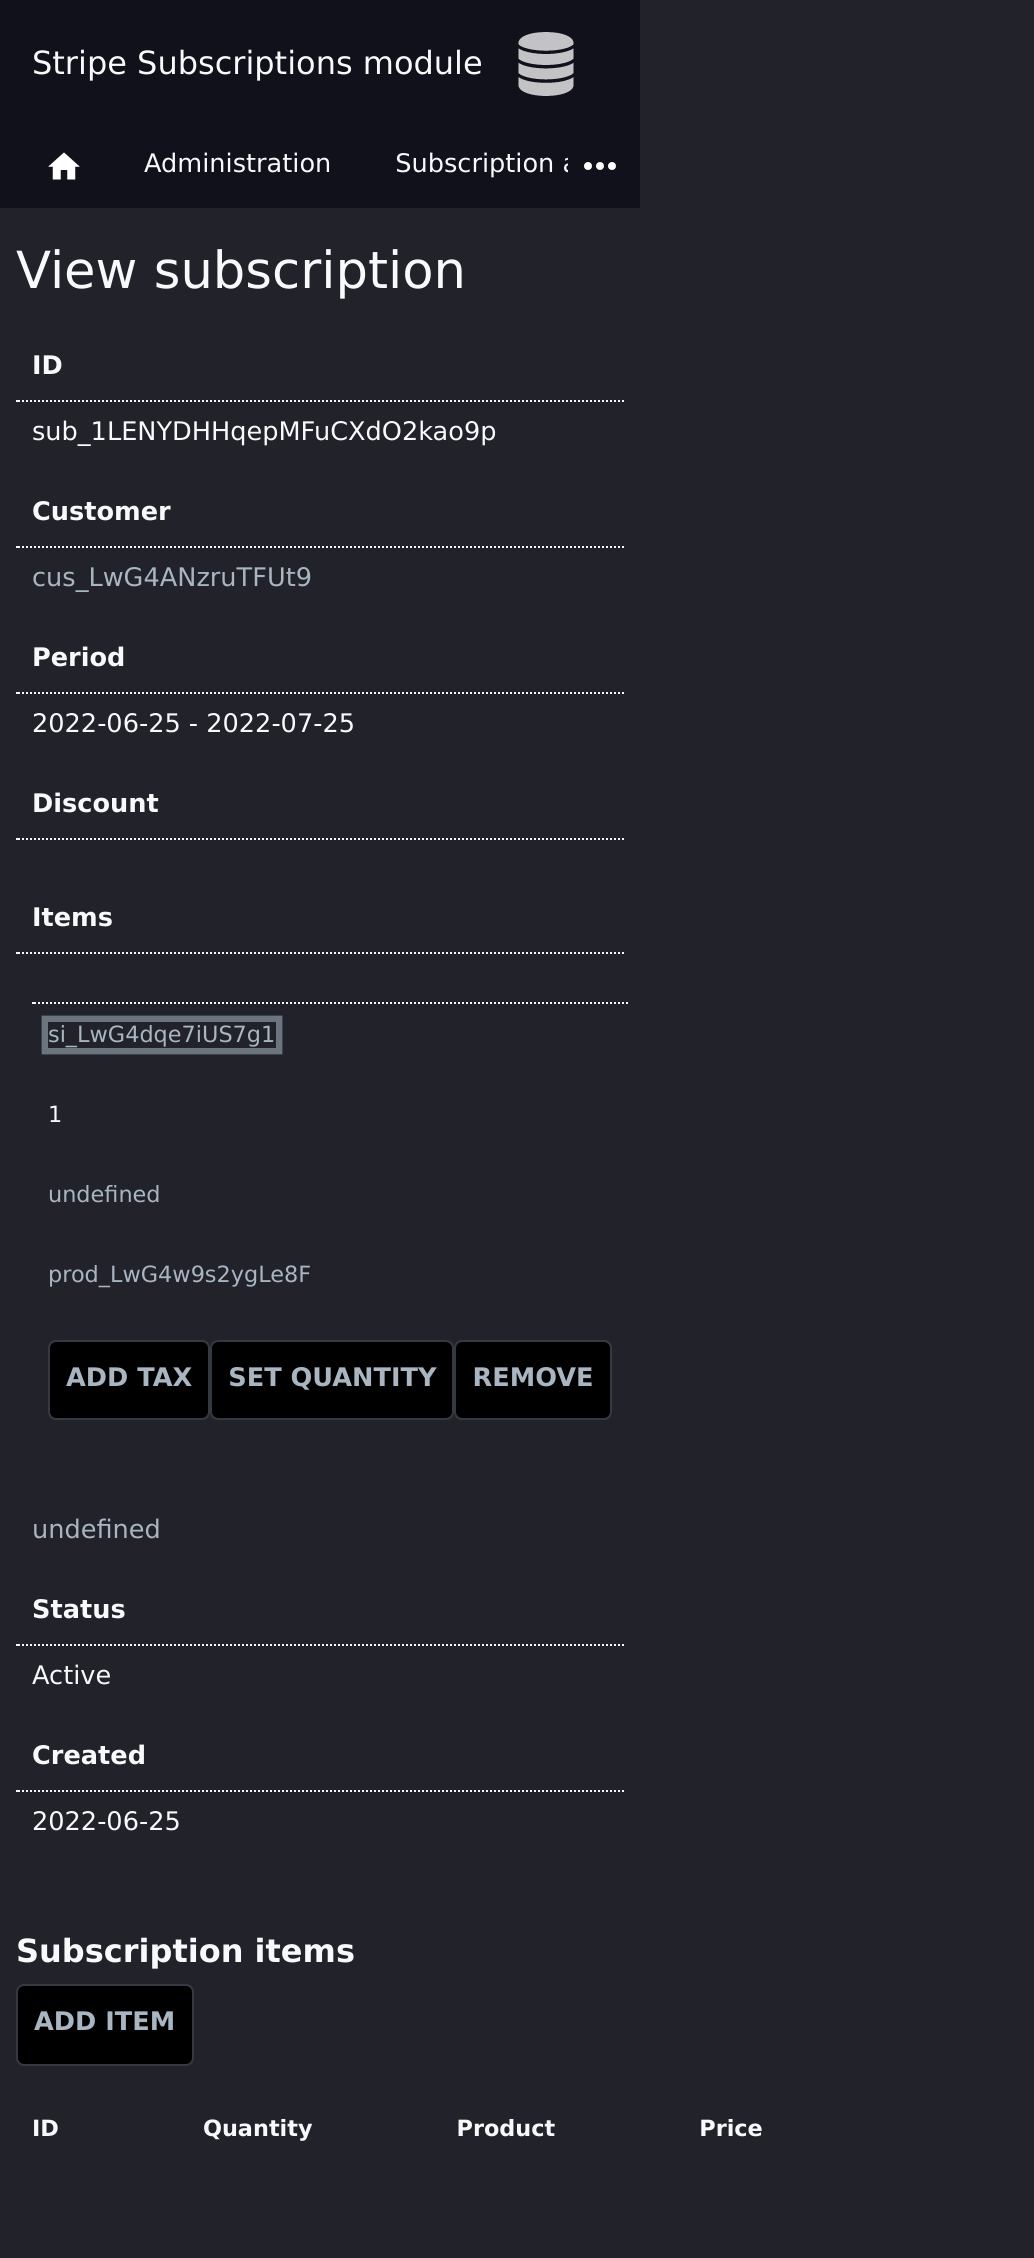 Stripe Subscriptions module
Administration Subscription
View subscription
ID
sub_1LENYDHHqepMFuCXdO2kao9p
Customer
cus_LwG4ANzruTFUt9
Period
2022-06-25 - 2022-07-25
Discount
Items
si_LwG4dqe7iUS7g1
1
undefined
prod_LwG4w9s2ygLe8F
ADD TAX SET QUANTITY REMOVE
undefined
Status
Active
Created
2022-06-25
Subscription items
ADD ITEM
ID Quantity Product Price